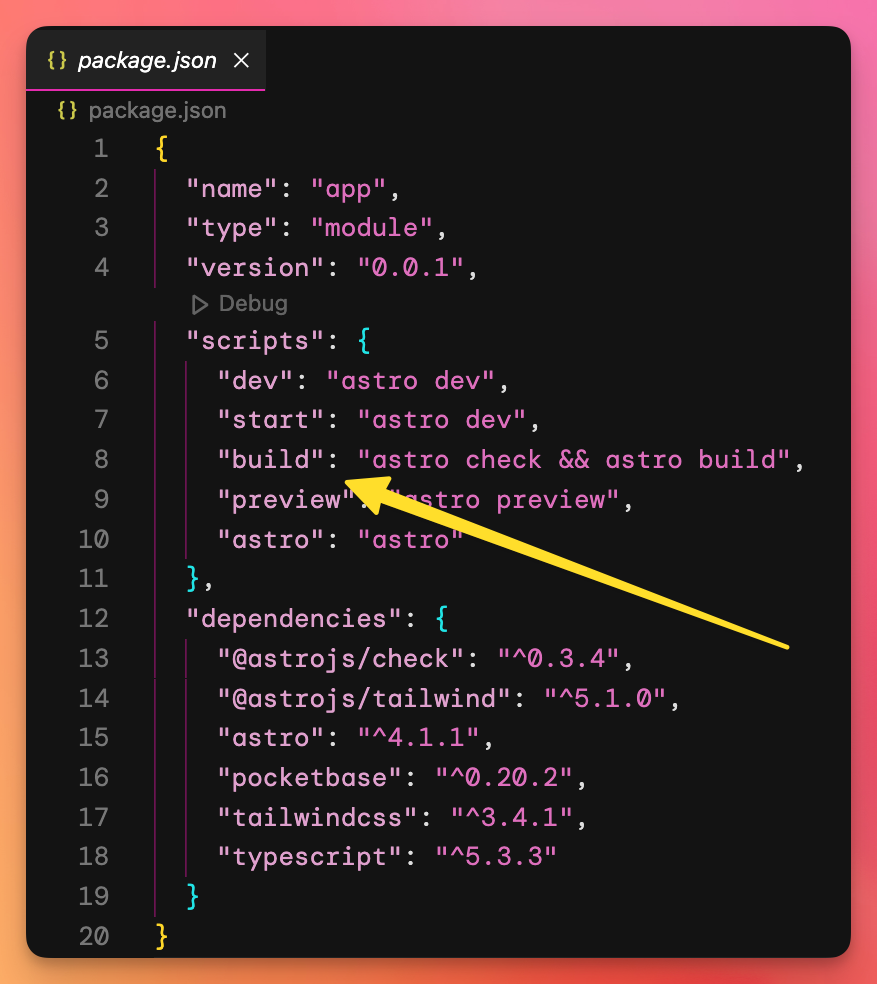 {} package.json ×
{} package.json
1 {
2 "name": "app",
3 "type": "module",
4 "version": "0.0.1",
Debug
5 "scripts": {
6 "dev": "astro dev",
7 "start": "astro dev",
8 "build": "astro check && astro build",
9 "preview": "astro preview",
10 "astro": "astro"
11 },
12 "dependencies": {
13 "@astrojs/check": "^0.3.4",
14 "@astrojs/tailwind": "^5.1.0",
15 "astro": "^4.1.1",
16 "pocketbase": "^0.20.2",
17 "tailwindcss": "^3.4.1",
18 "typescript": "^5.3.3"
19 }
20 }